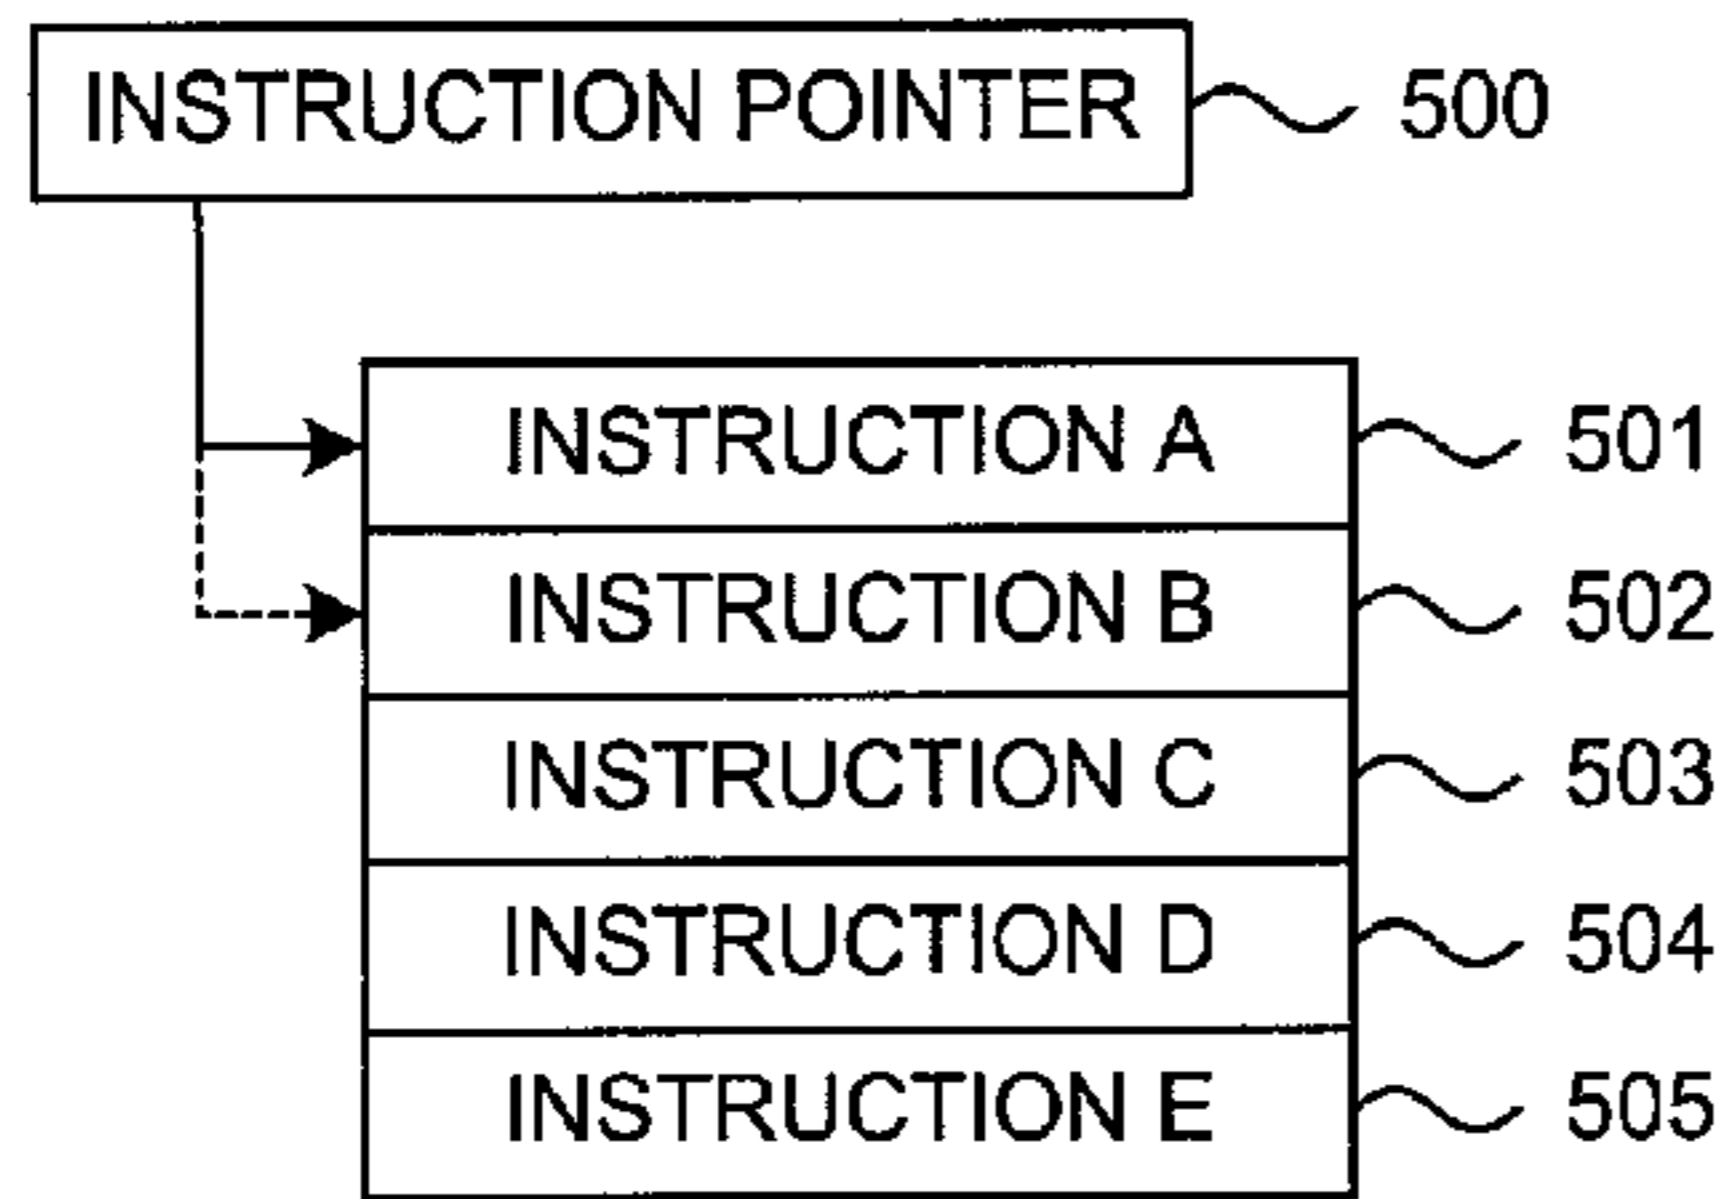 INSTRUCTION POINTER 500
INSTRUCTION A 501
INSTRUCTION B 502
INSTRUCTION C 503
INSTRUCTION D 504
INSTRUCTION E 505